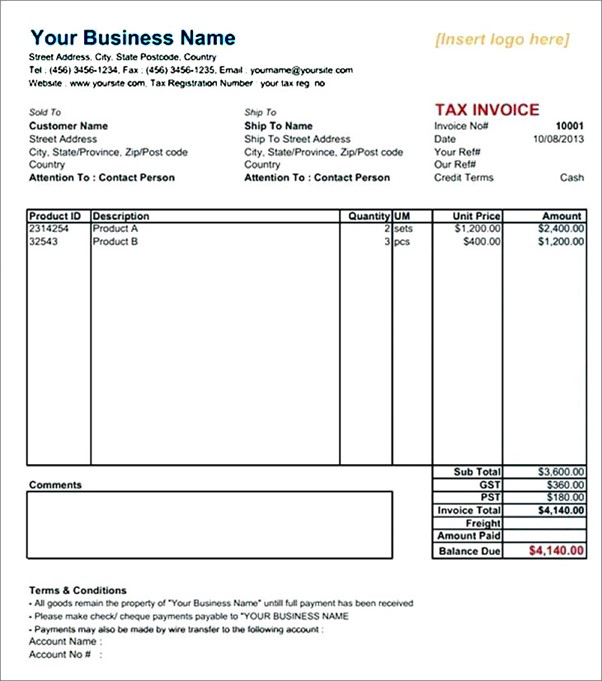 Your Business Name
[Insert logo here]
Street Address, City, State Postcode, Country
Tel : (456) 3456-1234, Fax : (456) 3456-1235, Email : yourname@yoursite.com
Website : www.yoursite.com, Tax Registration Number your tax reg no
Sold To
Customer Name
Street Address
City, State/Province, Zip/Post code
Country
Attention To : Contact Person
Ship To
Ship To Name
Ship To Street Address
City, State/Province, Zip/Post code
Country
Attention To : Contact Person
TAX INVOICE
Invoice No# 10001
Date 10/08/2013
Your Ref#
Our Ref#
Credit Terms Cash
Product ID Description Quantity UM Unit Price Amount
2314254 Product A 2 sets $1,200.00 $2,400.00
32543 Product B 3 pcs $400.00 $1,200.00
Sub Total $3,600.00
GST $360.00
PST $180.00
Invoice Total $4,140.00
Freight
Amount Paid
Balance Due $4,140.00
Comments
Terms & Conditions
- All goods remain the property of "Your Business Name" untill full payment has been received
- Please make check/ cheque payments payable to "YOUR BUSINESS NAME
- Payments may also be made by wire transfer to the following account :
Account Name :
Account No # :